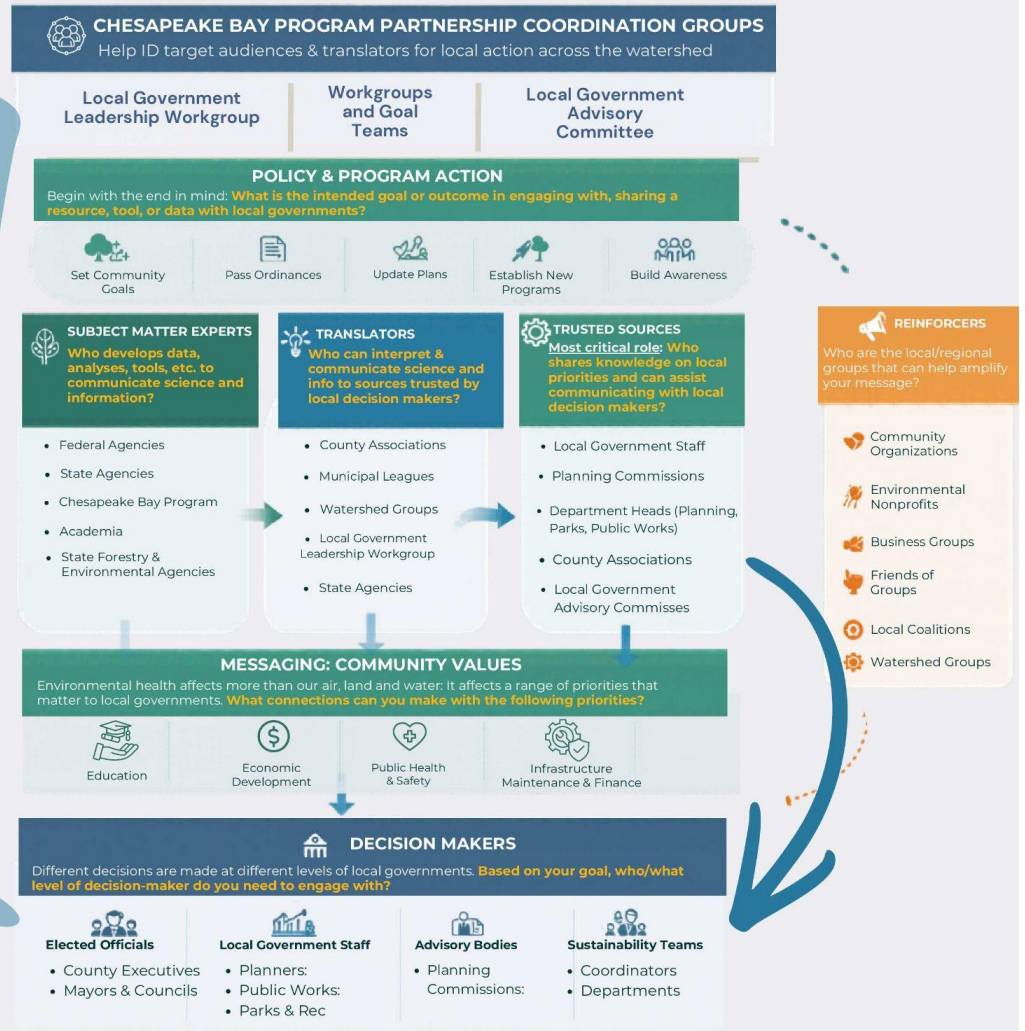 CHESAPEAKE BAY PROGRAM PARTNERSHIP COORDINATION GROUPS
Help ID target audiences & translators for local action across the watershed
Local Government
Leadership Workgroup
Workgroups
and Goal
Teams
Local Government
Advisory
Committee
POLICY & PROGRAM ACTION
Begin with the end in mind: What is the intended goal or outcome in engaging with, sharing a
resource, tool, or data with local governments?
Set Community
Goals
Pass Ordinances
Update Plans
Establish New
Programs
Build Awareness
SUBJECT MATTER EXPERTS
Who develops data,
analyses, tools, etc. to
communicate science and
information?
• Federal Agencies
• State Agencies
• Chesapeake Bay Program
• Academia
• State Forestry &
Environmental Agencies
TRANSLATORS
Who can interpret &
communicate science and
info to sources trusted by
local decision makers?
• County Associations
• Municipal Leagues
• Watershed Groups
• Local Government
Leadership Workgroup
• State Agencies
TRUSTED SOURCES
Most critical role: Who
shares knowledge on local
priorities and can assist
communicating with local
decision makers?
• Local Government Staff
• Planning Commissions
• Department Heads (Planning,
Parks, Public Works)
• County Associations
• Local Government
Advisory Commisses
REINFORCERS
Who are the local/regional
groups that can help amplify
your message?
Community
Organizations
Environmental
Nonprofits
Business Groups
Friends of
Groups
Local Coalitions
Watershed Groups
MESSAGING: COMMUNITY VALUES
Environmental health affects more than our air, land and water: It affects a range of priorities that
matter to local governments. What connections can you make with the following priorities?
Education
Economic
Development
Public Health
& Safety
Infrastructure
Maintenance & Finance
DECISION MAKERS
Different decisions are made at different levels of local governments. Based on your goal, who/what
level of decision-maker do you need to engage with?
Elected Officials
• County Executives
• Mayors & Councils
Local Government Staff
• Planners:
• Public Works:
• Parks & Rec
Advisory Bodies
• Planning
Commissions:
Sustainability Teams
• Coordinators
• Departments